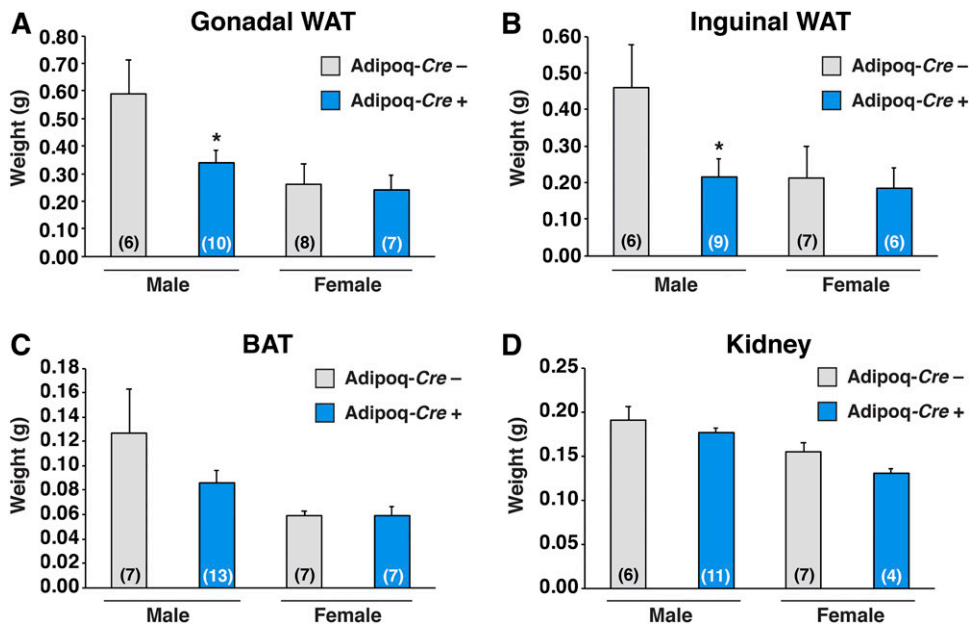 A Gonadal WAT
Weight (g)
0.80
0.70
0.60
0.50
0.40
0.30
0.20
0.10
0.00
Adipoq-Cre –
Adipoq-Cre +
*
(6) (10) (8) (7)
Male Female
B Inguinal WAT
Weight (g)
0.60
0.50
0.40
0.30
0.20
0.10
0.00
Adipoq-Cre –
Adipoq-Cre +
*
(6) (9) (7) (6)
Male Female
C BAT
Weight (g)
0.18
0.16
0.14
0.12
0.10
0.08
0.06
0.04
0.02
0.00
Adipoq-Cre –
Adipoq-Cre +
(7) (13) (7) (7)
Male Female
D Kidney
Weight (g)
0.25
0.20
0.15
0.10
0.00
Adipoq-Cre –
Adipoq-Cre +
(6) (11) (7) (4)
Male Female